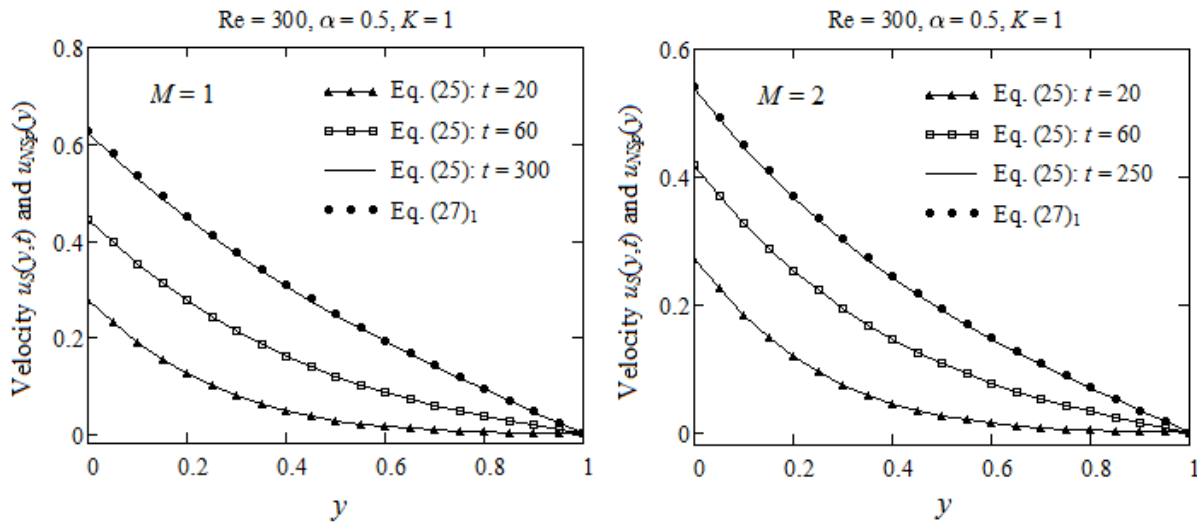 Re = 300, α = 0.5, K = 1
Velocity u_S(y,t) and u_NSp(y)
0.8
0.6
0.4
0.2
0
M = 1
Eq. (25): t = 20
Eq. (25): t = 60
Eq. (25): t = 300
Eq. (27)₁
0 0.2 0.4 0.6 0.8 1
y
Re = 300, α = 0.5, K = 1
Velocity u_S(y,t) and u_NSp(y)
0.6
0.4
0.2
0
M = 2
Eq. (25): t = 20
Eq. (25): t = 60
Eq. (25): t = 250
Eq. (27)₁
0 0.2 0.4 0.6 0.8 1
y